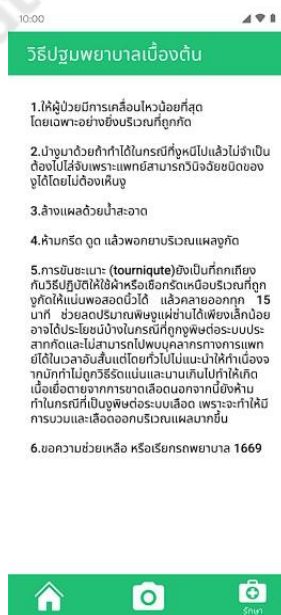 10:00
วิธีปฐมพยาบาลเบื้องต้น
1.ให้ผู้ป่วยมีการเคลื่อนไหวน้อยที่สุด
โดยเฉพาะอย่างยิ่งบริเวณที่ถูกกัด
2.นำงูมาด้วยถ้าทำได้ในกรณีที่งูหนีไปแล้วไม่จำเป็น
ต้องไปไล่จับเพราะแพทย์สามารถวินิจฉัยชนิดของ
งูได้โดยไม่ต้องเห็นงู
3.ล้างแผลด้วยน้ำสะอาด
4.ห้ามกรีด ดูด แล้วพอกยาบริเวณแผลงูกัด
5.การขันชะเนาะ (tourniqute)ยังเป็นที่ถกเถียง
กันวิธีปฏิบัติให้ใช้ผ้าหรือเชือกรัดเหนือบริเวณที่ถูก
งูกัดให้แน่นพอสอดนิ้วได้ แล้วคลายออกทุก 15
นาที ช่วยลดปริมาณพิษงูแผ่ซ่านได้เพียงเล็กน้อย
อาจได้ประโยชน์บ้างในกรณีที่ถูกงูพิษต่อระบบประ
สาทกัดและไม่สามารถไปพบบุคลากรทางการแพท
ย์ได้ในเวลาอันสั้นแต่โดยทั่วไปไม่แนะนำให้ทำเนื่องจ
ากมักทำไม่ถูกวิธีรัดแน่นและนานเกินไปทำให้เกิด
เนื้อเยื่อตายจากการขาดเลือดนอกจากนี้ยังห้าม
ทำในกรณีที่เป็นงูพิษต่อระบบเลือด เพราะจะทำให้มี
การบวมและเลือดออกบริเวณแผลมากขึ้น
6.ขอความช่วยเหลือ หรือเรียกรถพยาบาล 1669
รักษา